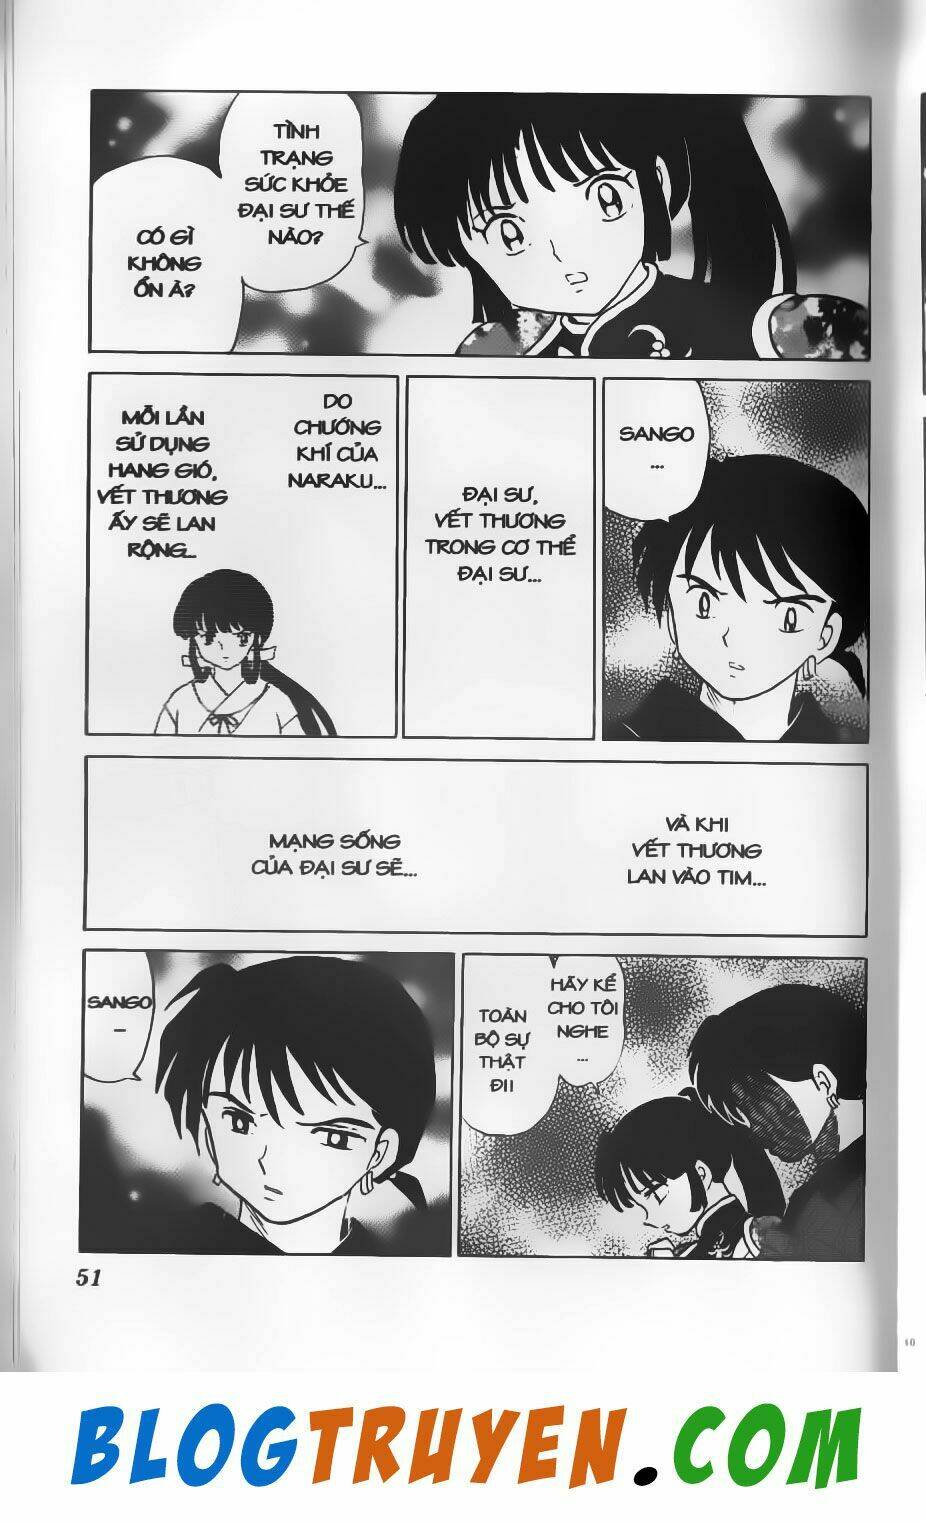 TÌNH
TRẠNG
SỨC KHỎE
ĐẠI SƯ THẾ
NÀO?
CÓ GÌ
KHÔNG
ỔN À?
SANGO
...
ĐẠI SƯ,
VẾT THƯƠNG
TRONG CƠ THỂ
ĐẠI SƯ...
DO
CHƯỚNG
KHÍ CỦA
NARAKU...
MỖI LẦN
SỬ DỤNG
HANG GIÓ,
VẾT THƯƠNG
ẤY SẼ LAN
RỘNG...
VÀ KHI
VẾT THƯƠNG
LAN VÀO TIM...
MẠNG SỐNG
CỦA ĐẠI SƯ SẼ...
HÃY KỂ
CHO TÔI
NGHE
...
TOÀN
BỘ SỰ
THẬT
ĐI!
SANGO
–
51
BLOGTRUYEN.COM